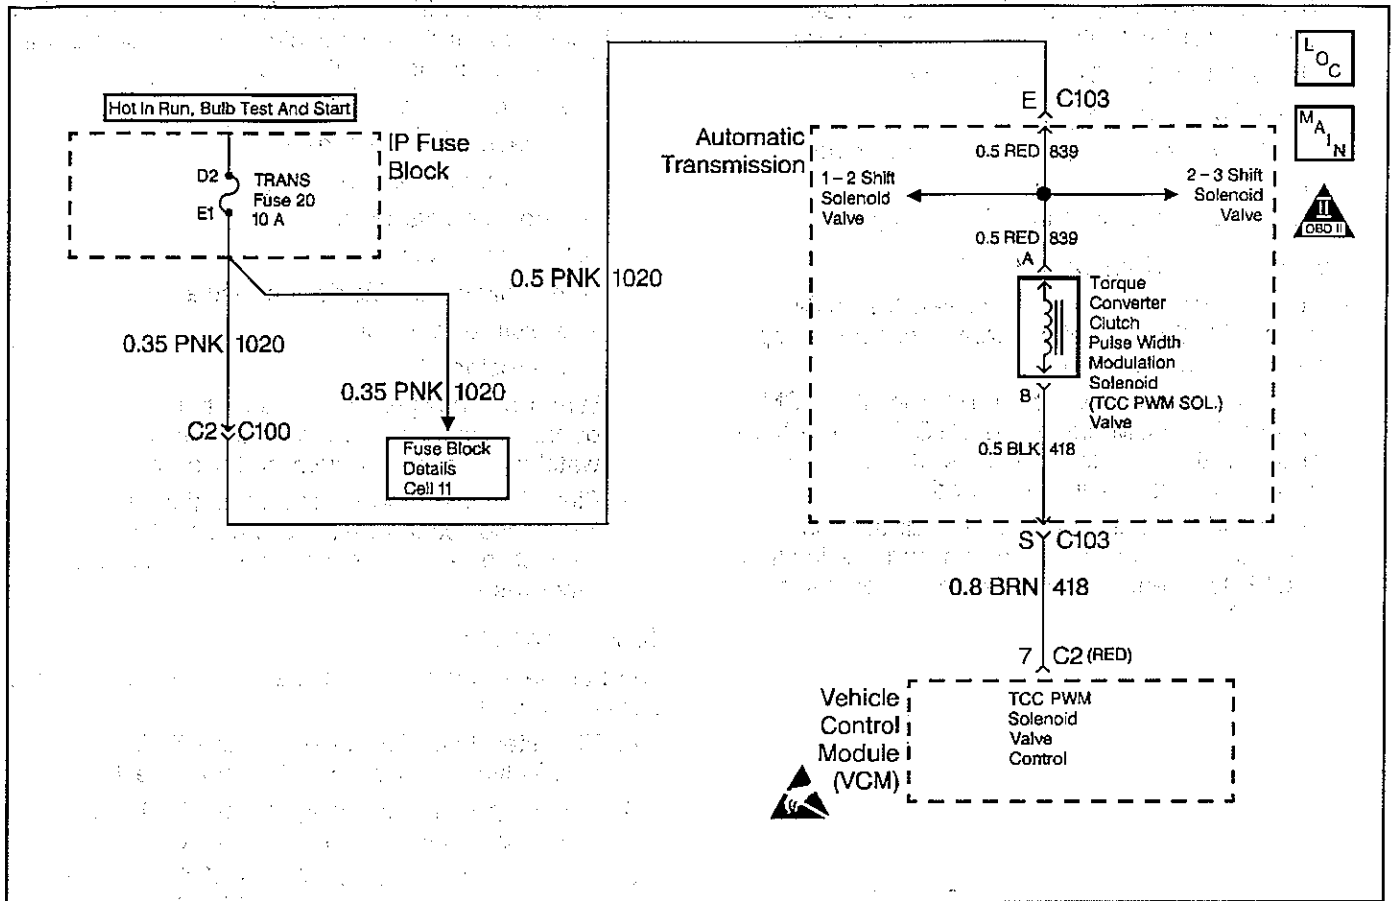 Hot In Run, Bulb Test And Start
IP Fuse
Block
D2
E1
TRANS
Fuse 20
10 A
0.35 PNK 1020
0.35 PNK 1020
C2 C100
Fuse Block
Details
Cell 11
0.5 PNK 1020
E C103
Automatic
Transmission
0.5 RED 839
1 – 2 Shift
Solenoid
Valve
2 – 3 Shift
Solenoid
Valve
0.5 RED 839
A
Torque
Converter
Clutch
Pulse Width
Modulation
Solenoid
(TCC PWM SOL.)
Valve
B
0.5 BLK 418
S C103
0.8 BRN 418
7 C2 (RED)
Vehicle
Control
Module
(VCM)
TCC PWM
Solenoid
Valve
Control
LOC
MAIN
II
OBD II